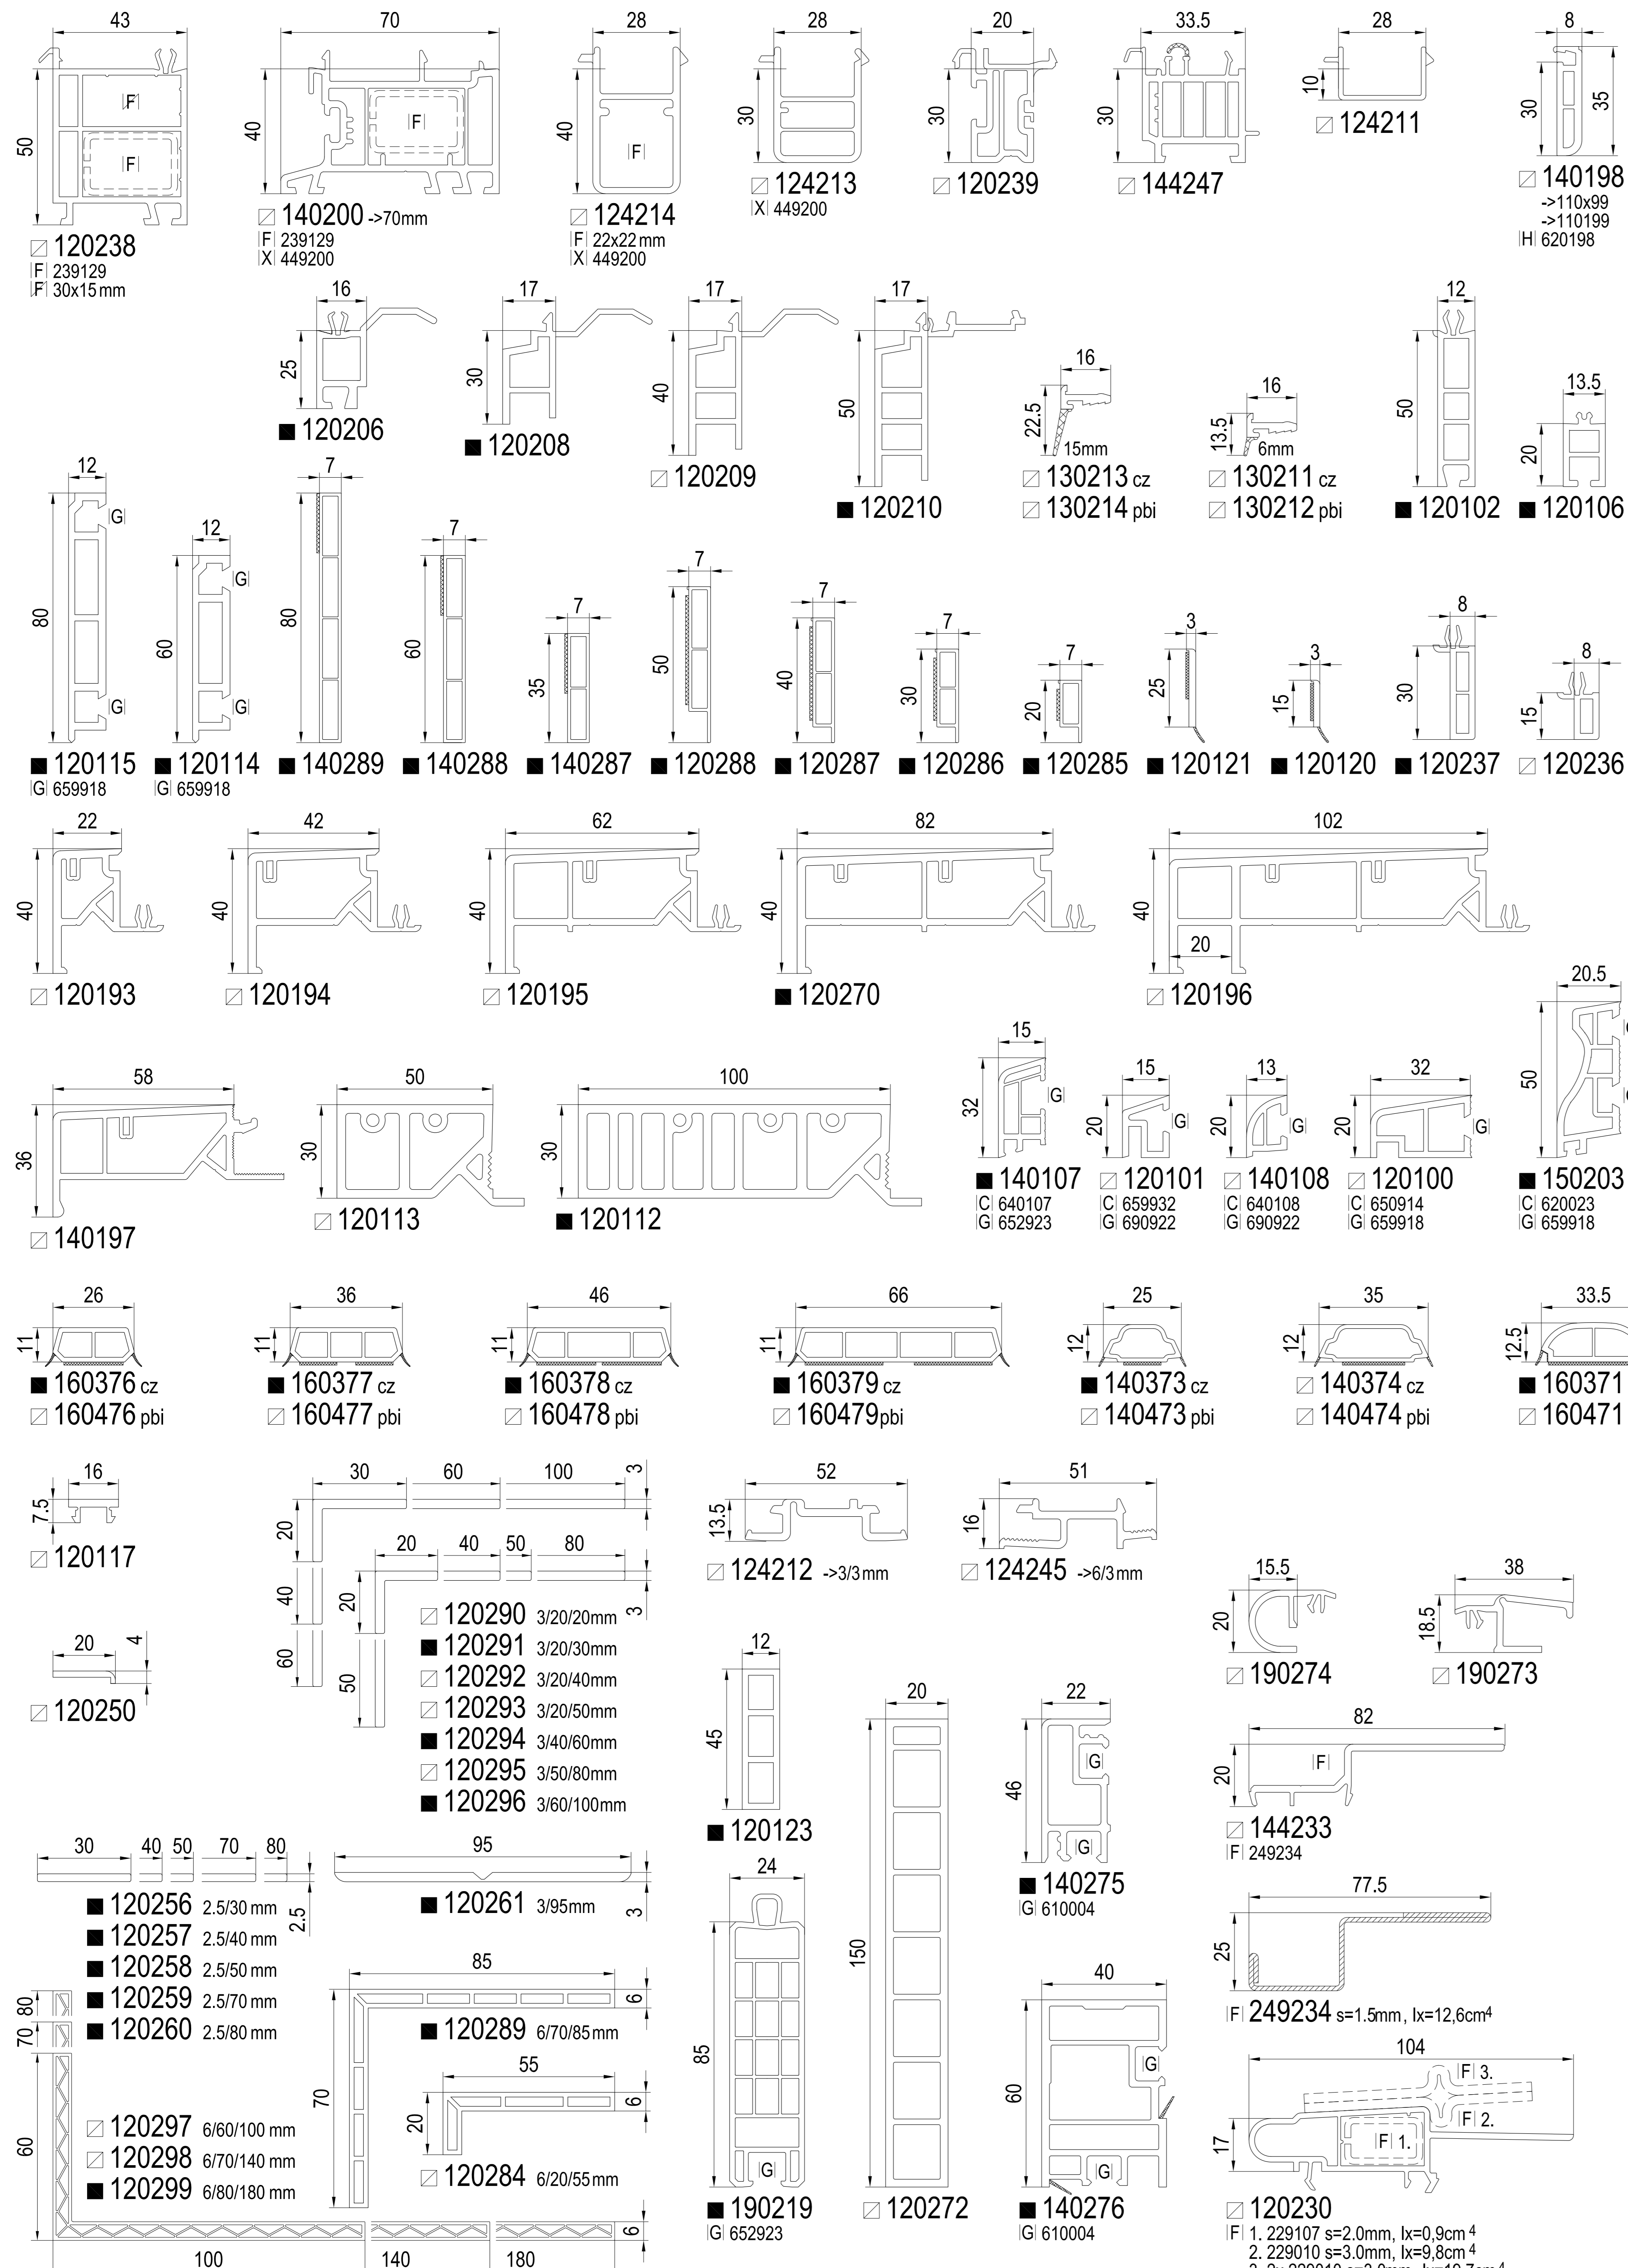 43
50
F
F
120238
F 239129
F 30x15 mm
70
40
F
140200 ->70mm
F 239129
X 449200
28
40
F
124214
F 22x22 mm
X 449200
28
30
124213
X 449200
20
30
120239
33.5
30
144247
28
10
124211
8
30
35
140198
->110x99
->110199
H 620198
16
25
120206
17
30
120208
17
40
120209
17
50
120210
16
22.5
15mm
130213 cz
130214 pbi
16
13.5
6mm
130211 cz
130212 pbi
12
50
120102
13.5
20
120106
12
80
G
G
120115
G 659918
12
60
G
G
120114
G 659918
7
80
140289
7
60
140288
7
35
140287
7
50
120288
7
40
120287
7
30
120286
7
20
120285
3
25
120121
3
15
120120
8
30
120237
8
15
120236
22
40
120193
42
40
120194
62
40
120195
82
40
120270
102
40
20
120196
58
36
140197
50
30
120113
100
30
120112
15
32
G
140107
C 640107
G 652923
15
20
G
120101
C 659932
G 690922
13
20
G
140108
C 640108
G 690922
32
20
G
120100
C 650914
G 659918
20.5
50
150203
C 620023
G 659918
26
11
160376 cz
160476 pbi
36
11
160377 cz
160477 pbi
46
11
160378 cz
160478 pbi
66
11
160379 cz
160479pbi
25
12
140373 cz
140473 pbi
35
12
140374 cz
140474 pbi
33.5
12.5
160371
160471
16
7.5
120117
20
4
120250
30 60 100
3
20
40
60
20 40 50 80
3
20
50
120290 3/20/20mm
120291 3/20/30mm
120292 3/20/40mm
120293 3/20/50mm
120294 3/40/60mm
120295 3/50/80mm
120296 3/60/100mm
52
13.5
124212 ->3/3mm
51
16
124245 ->6/3mm
15.5
20
190274
38
18.5
190273
12
45
120123
20
150
120272
22
46
G
G
140275
G 610004
82
20
F
144233
F 249234
30 40 50 70 80
2.5
120256 2.5/30 mm
120257 2.5/40 mm
120258 2.5/50 mm
120259 2.5/70 mm
120260 2.5/80 mm
95
3
120261 3/95mm
24
85
G
190219
G 652923
77.5
25
F 249234 s=1.5mm, Ix=12,6cm4
85
6
70
120289 6/70/85mm
55
6
20
120284 6/20/55mm
80
70
60
120297 6/60/100 mm
120298 6/70/140 mm
120299 6/80/180 mm
6
100 140 180
40
60
G
G
140276
G 610004
104
17
F 3.
F 2.
F 1.
120230
F 1. 229107 s=2.0mm, Ix=0,9cm4
2. 229010 s=3.0mm, Ix=9,8cm4